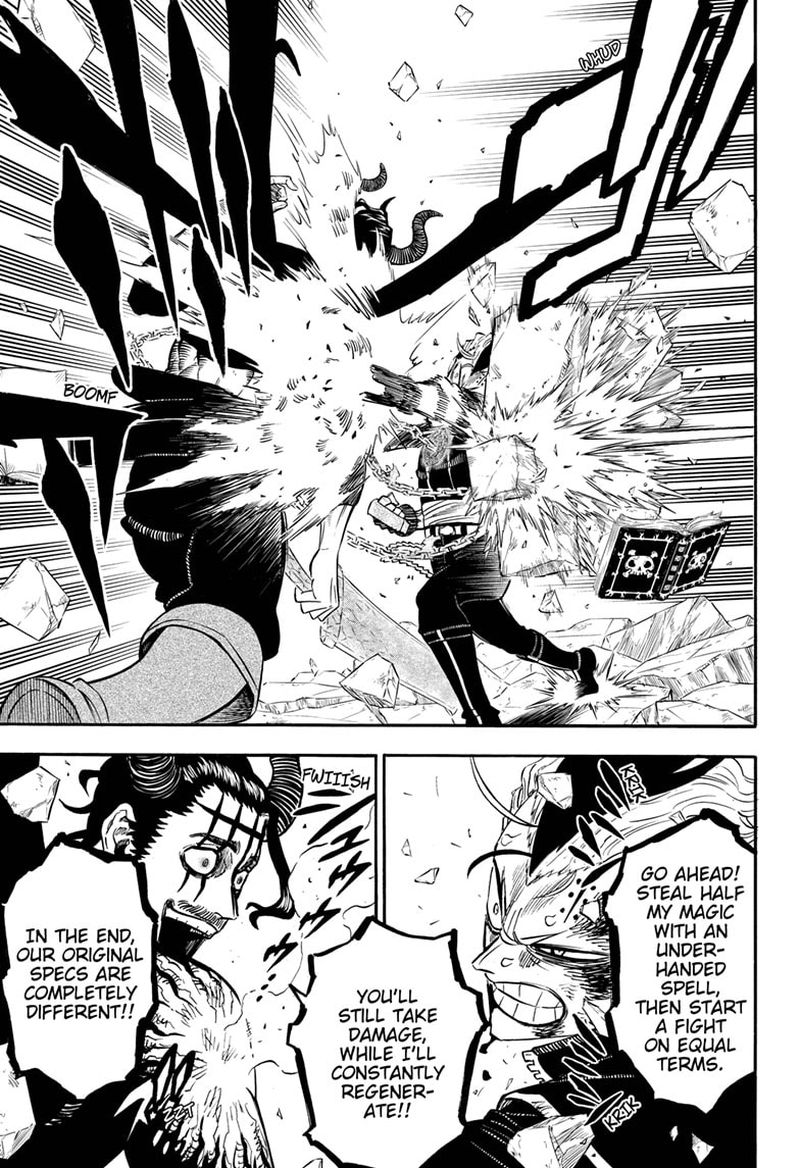 WHUD
BOOMF
KRIK
GO AHEAD!
STEAL HALF
MY MAGIC
WITH AN
UNDER-
HANDED
SPELL,
THEN START
A FIGHT
ON EQUAL
TERMS.
KRIK
YOU'LL
STILL TAKE
DAMAGE,
WHILE I'LL
CONSTANTLY
REGENER-
ATE!!
FWIIISH
IN THE END,
OUR ORIGINAL
SPECS ARE
COMPLETELY
DIFFERENT!!
ZZT